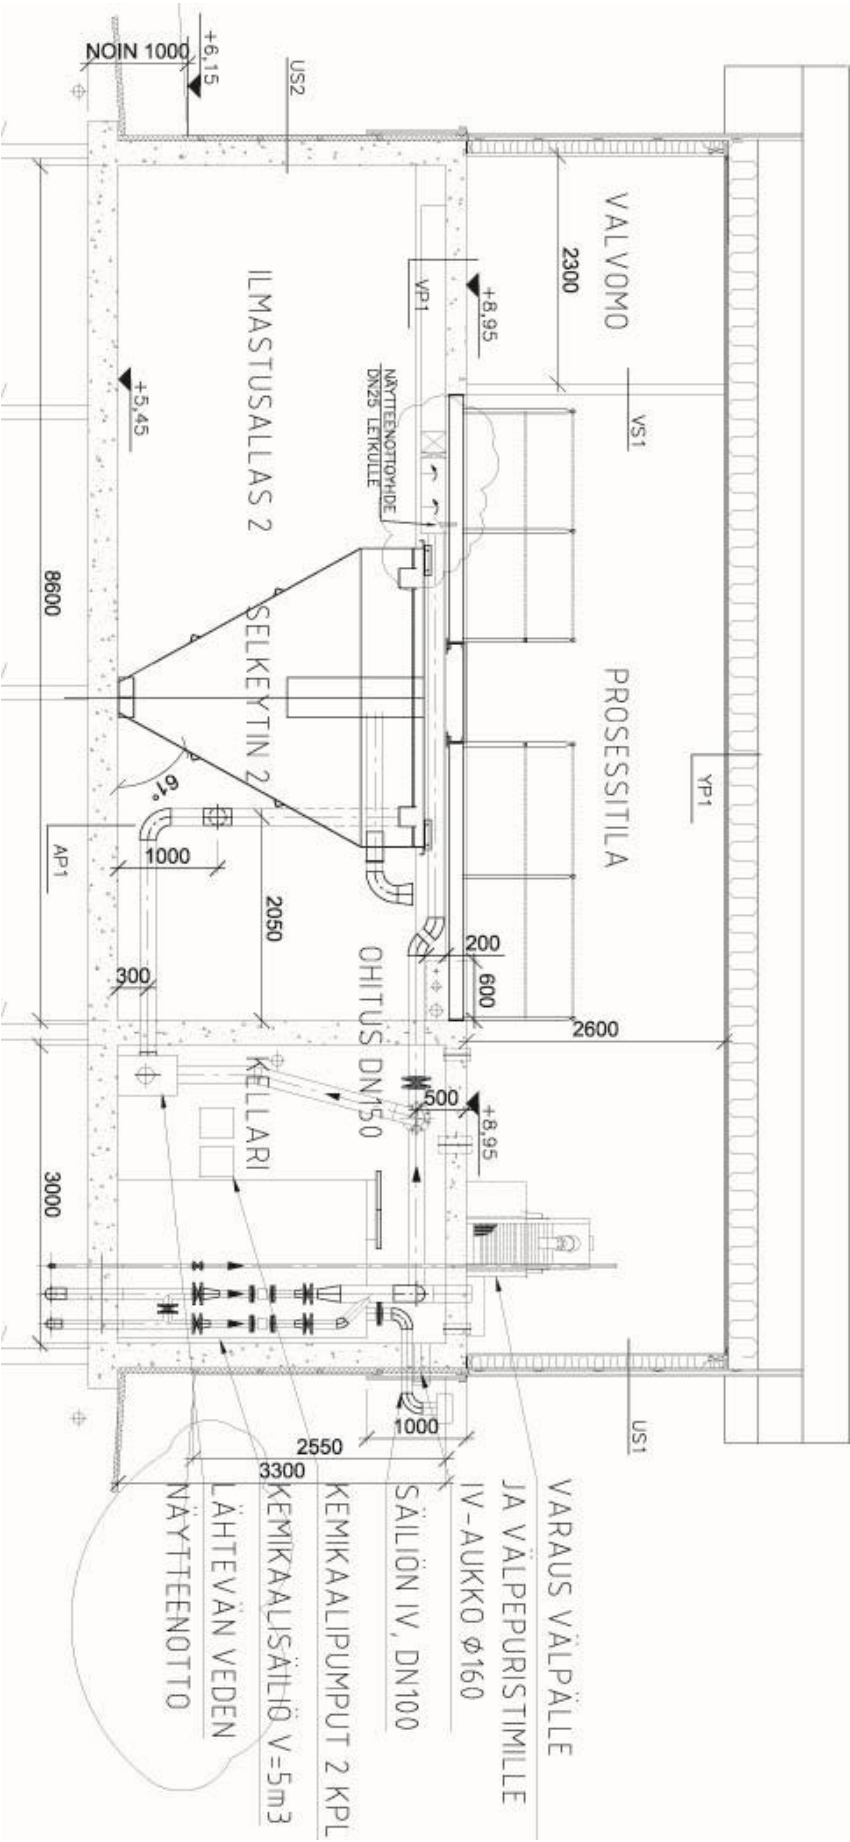 NOIN 1000
+6,15
US2
VALVOMO
2300
+8,95
VP1
ILMASTUSALLAS 2
+5,45
NÄYTTEENOTTOYHDE
DN25 LETKULLE
VS1
8600
SELKEYTIN 2
PROSESSITILA
YP1
61°
AP1
1000
2050
300
200
600
2600
OHITUS DN150
KELLARI
500
+8,95
3000
US1
1000
2550
3300
VARAUS VÄLPÄLLE
JA VÄLPEPURISTIMILLE
IV-AUKKO Ø160
SÄILIÖN IV, DN100
KEMIKAALIPUMPUT 2 KPL
KEMIKAALISÄILIÖ V=5m3
LÄHTEVÄN VEDEN
NÄYTTEENOTTO